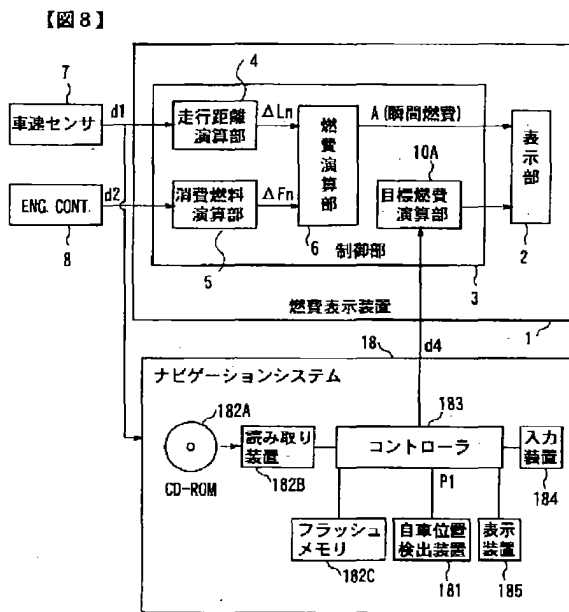 【図8】
7
車速センサ
d1
4
走行距離
演算部
ΔLn
燃費演算部
6
A(瞬間燃費)
10A
目標燃費
演算部
表示部
2
ENG. CONT.
8
d2
消費燃料
演算部
5
ΔFn
制御部
3
燃費表示装置
1
18
d4
ナビゲーションシステム
182A
CD-ROM
読み取り
装置
182B
183
コントローラ
入力
装置
184
P1
フラッシュ
メモリ
182C
自車位置
検出装置
181
表示
装置
185